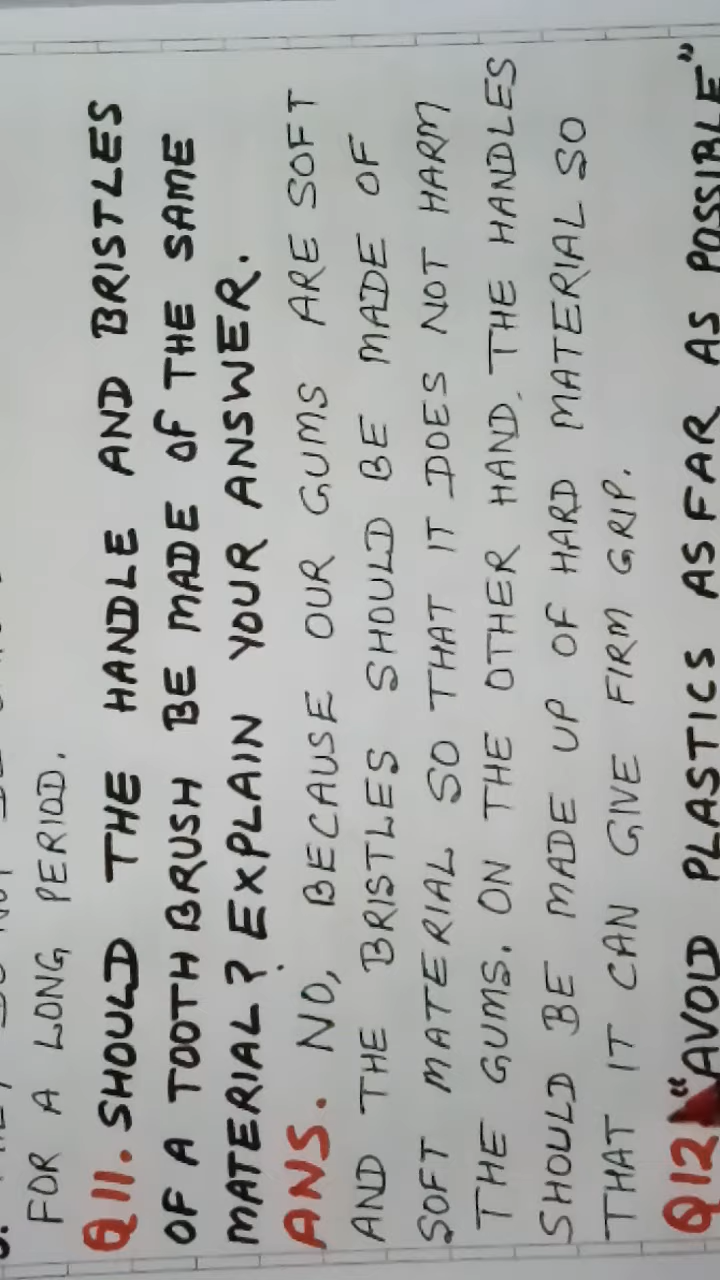 FOR A LONG PERIOD.
Q11. SHOULD THE HANDLE AND BRISTLES
OF A TOOTH BRUSH BE MADE OF THE SAME
MATERIAL? EXPLAIN YOUR ANSWER.
ANS. NO, BECAUSE OUR GUMS ARE SOFT
AND THE BRISTLES SHOULD BE MADE OF
SOFT MATERIAL SO THAT IT DOES NOT HARM
THE GUMS. ON THE OTHER HAND, THE HANDLES
SHOULD BE MADE UP OF HARD MATERIAL SO
THAT IT CAN GIVE FIRM GRIP.
Q12 "AVOID PLASTICS AS FAR AS POSSIBLE"